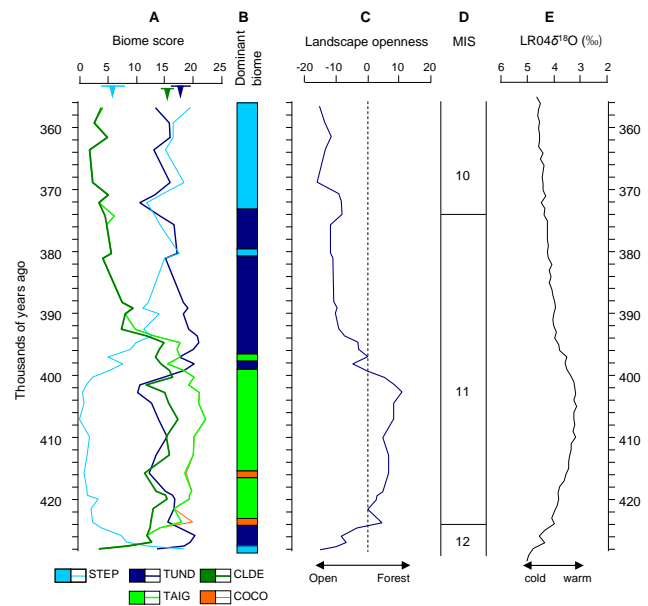 A B C D E
Biome score Dominant biome Landscape openness MIS LR04δ¹⁸O (‰)
0 5 10 15 20 25 -20 -10 0 10 20 6 5 4 3 2
Thousands of years ago
360 360
370 370
380 380
390 390
400 400
410 410
420 420
10
11
12
Open Forest cold warm
STEP TUND CLDE
TAIG COCO